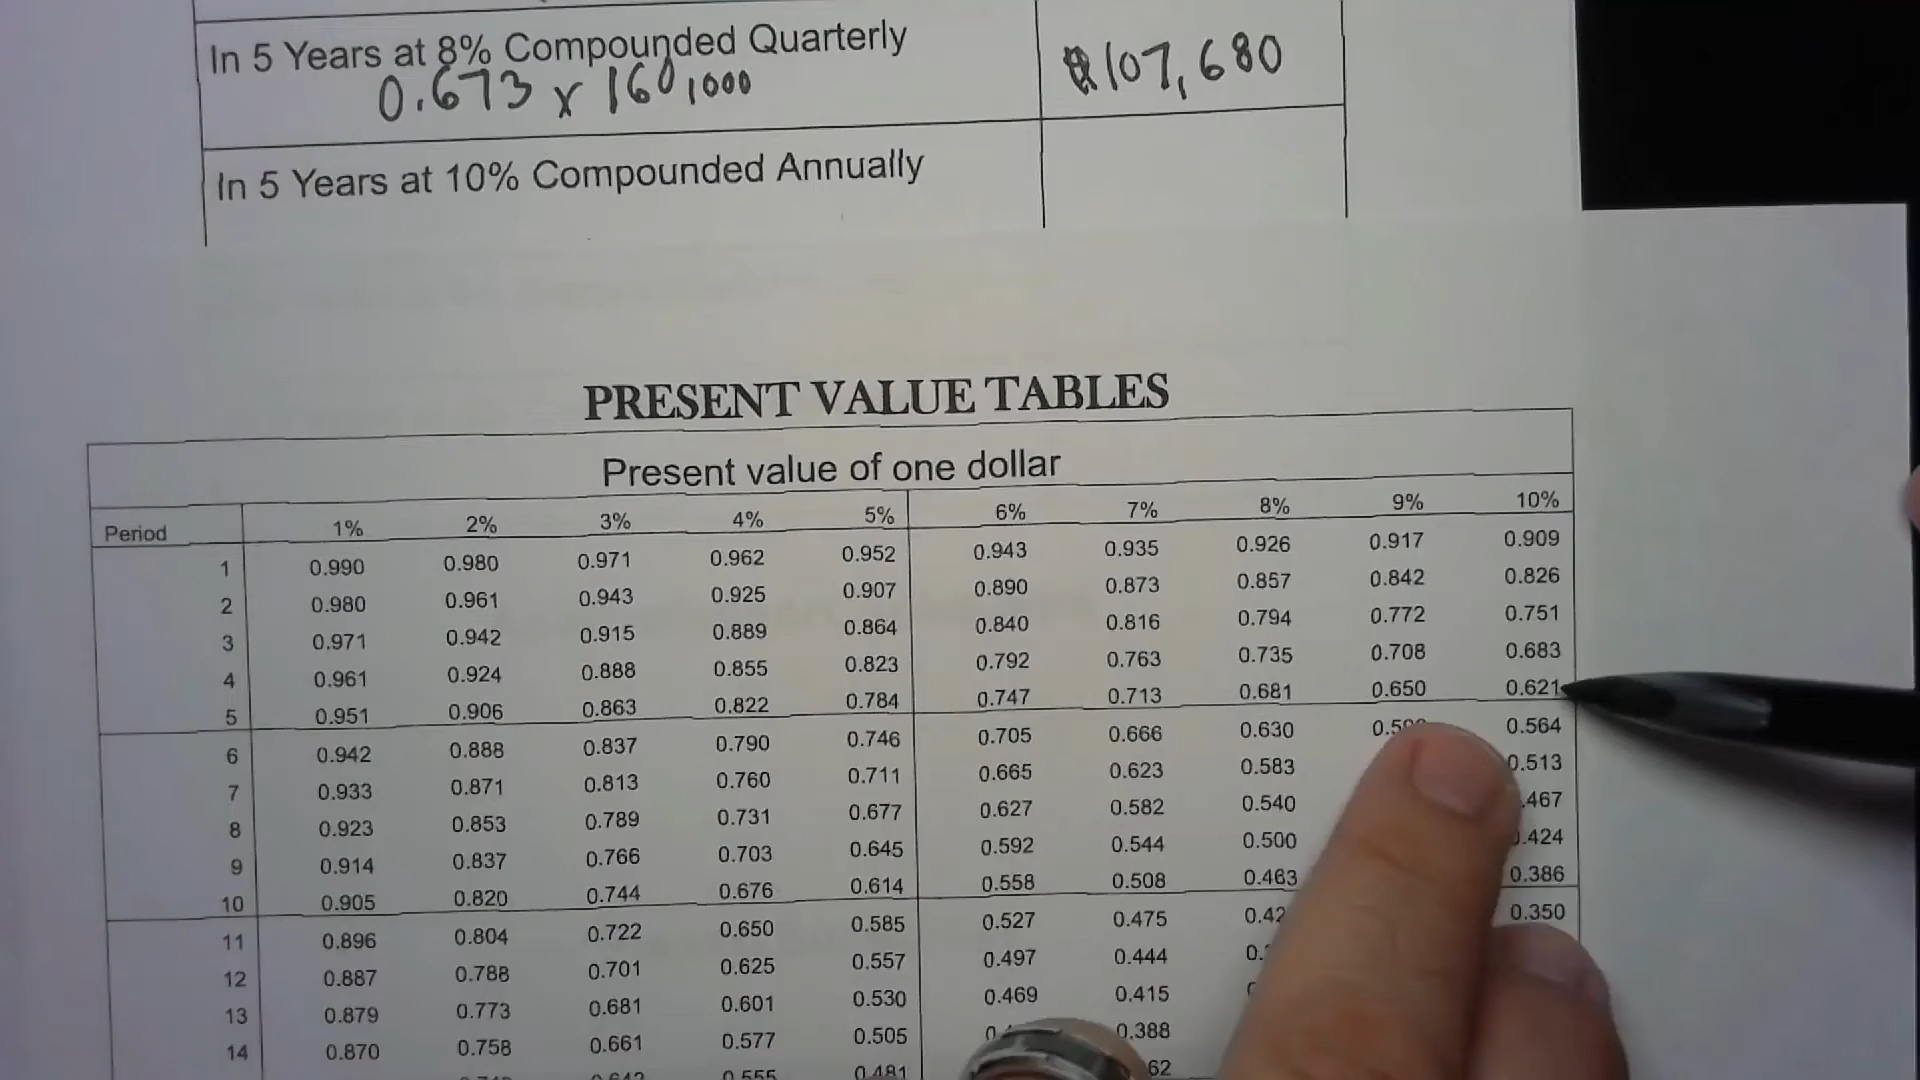 In 5 Years at 8% Compounded Quarterly
0.673 x 160,000
$107,680
In 5 Years at 10% Compounded Annually
PRESENT VALUE TABLES
Present value of one dollar
Period 1% 2% 3% 4% 5% 6% 7% 8% 9% 10%
1 0.990 0.980 0.971 0.962 0.952 0.943 0.935 0.926 0.917 0.909
2 0.980 0.961 0.943 0.925 0.907 0.890 0.873 0.857 0.842 0.826
3 0.971 0.942 0.915 0.889 0.864 0.840 0.816 0.794 0.772 0.751
4 0.961 0.924 0.888 0.855 0.823 0.792 0.763 0.735 0.708 0.683
5 0.951 0.906 0.863 0.822 0.784 0.747 0.713 0.681 0.650 0.621
6 0.942 0.888 0.837 0.790 0.746 0.705 0.666 0.630 0.564
7 0.933 0.871 0.813 0.760 0.711 0.665 0.623 0.583 0.513
8 0.923 0.853 0.789 0.731 0.677 0.627 0.582 0.540 .467
9 0.914 0.837 0.766 0.703 0.645 0.592 0.544 0.500 .424
10 0.905 0.820 0.744 0.676 0.614 0.558 0.508 0.463 0.386
11 0.896 0.804 0.722 0.650 0.585 0.527 0.475 0.42 0.350
12 0.887 0.788 0.701 0.625 0.557 0.497 0.444
13 0.879 0.773 0.681 0.601 0.530 0.469 0.415
14 0.870 0.758 0.661 0.577 0.505 0.388
0.555 0.481 62